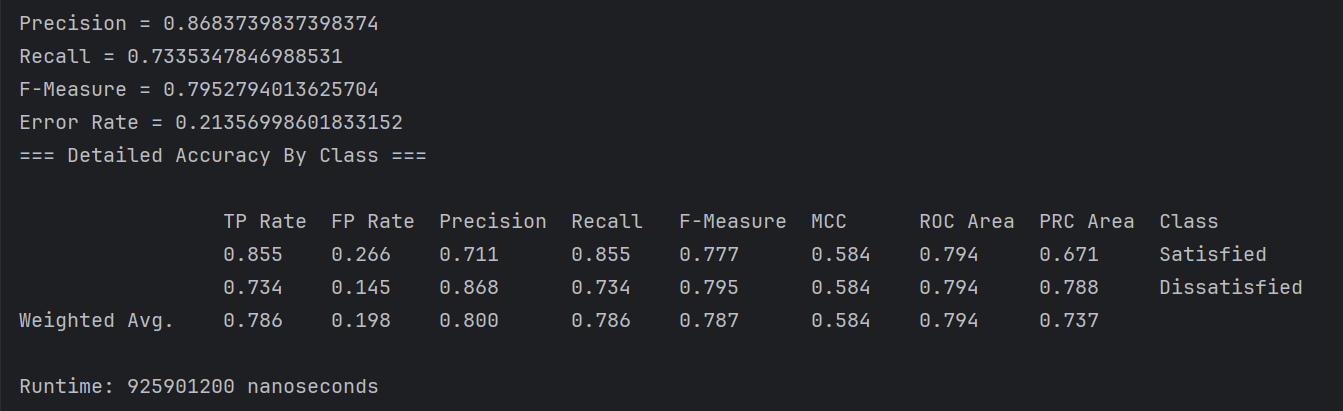 Precision = 0.8683739837398374
Recall = 0.7335347846988531
F-Measure = 0.7952794013625704
Error Rate = 0.21356998601833152
=== Detailed Accuracy By Class ===
TP Rate  FP Rate  Precision  Recall  F-Measure  MCC  ROC Area  PRC Area  Class
0.855  0.266  0.711  0.855  0.777  0.584  0.794  0.671  Satisfied
0.734  0.145  0.868  0.734  0.795  0.584  0.794  0.788  Dissatisfied
Weighted Avg.  0.786  0.198  0.800  0.786  0.787  0.584  0.794  0.737
Runtime: 925901200 nanoseconds